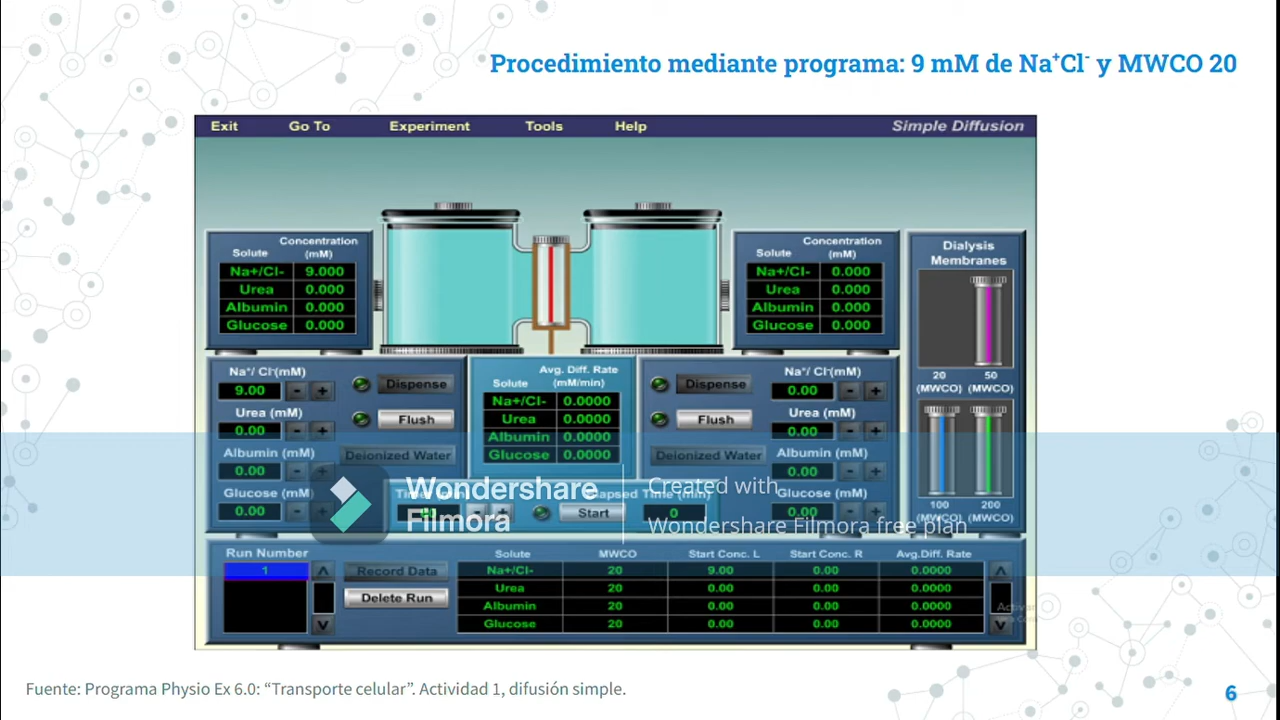 Procedimiento mediante programa: 9 mM de Na+Cl- y MWCO 20
Exit Go To Experiment Tools Help Simple Diffusion
Solute Concentration (mM)
Na+/Cl- 9.000
Urea 0.000
Albumin 0.000
Glucose 0.000
Solute Concentration (mM)
Na+/Cl- 0.000
Urea 0.000
Albumin 0.000
Glucose 0.000
Dialysis
Membranes
20 50
(MWCO) (MWCO)
100 200
(MWCO) (MWCO)
Na+/ Cl-(mM)
9.00 - +
Dispense
Urea (mM)
Flush
0.00 - +
Albumin (mM)
Deionized Water
0.00 - +
Glucose (mM)
0.00 - +
Solute Avg. Diff. Rate (mM/min)
Na+/Cl- 0.0000
Urea 0.0000
Albumin 0.0000
Glucose 0.0000
Elapsed Time (min)
Start 0
Na+/ Cl-(mM)
Dispense
0.00 - +
Urea (mM)
Flush
0.00 - +
Albumin (mM)
Deionized Water
0.00 - +
Glucose (mM)
0.00 - +
Wondershare
Filmora
Created with
Wondershare Filmora free plan
Run Number
1
Record Data
Delete Run
Solute MWCO Start Conc. L Start Conc. R Avg.Diff. Rate
Na+/Cl- 20 9.00 0.00 0.0000
Urea 20 0.00 0.00 0.0000
Albumin 20 0.00 0.00 0.0000
Glucose 20 0.00 0.00 0.0000
Fuente: Programa Physio Ex 6.0: “Transporte celular”. Actividad 1, difusión simple.
6